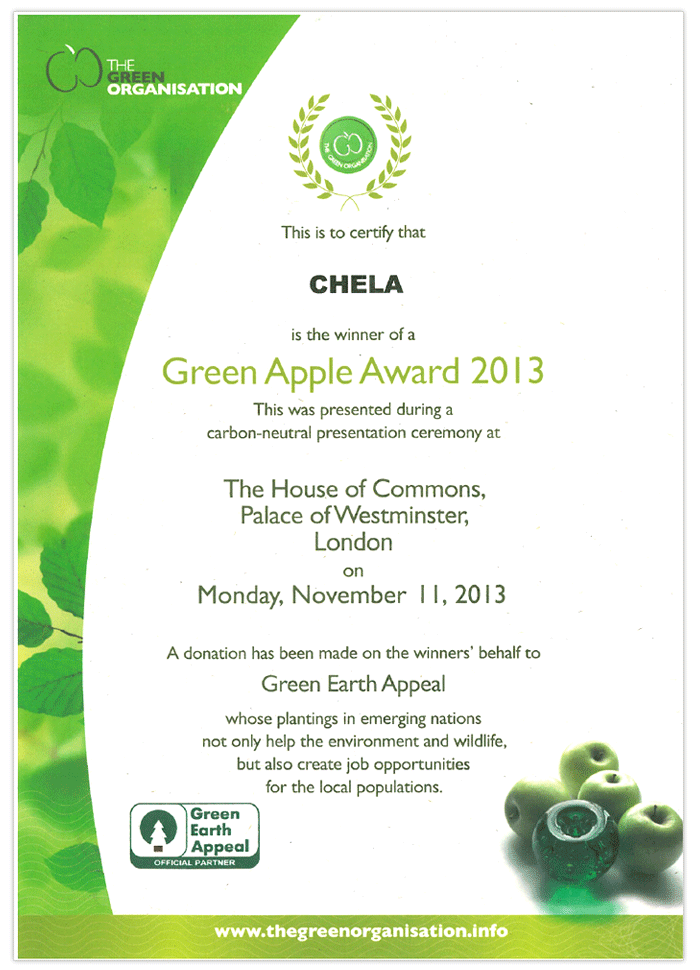 THE
GREEN
ORGANISATION
THE GREEN ORGANISATION
This is to certify that
CHELA
is the winner of a
Green Apple Award 2013
This was presented during a
carbon-neutral presentation ceremony at
The House of Commons,
Palace of Westminster,
London
on
Monday, November 11, 2013
A donation has been made on the winners' behalf to
Green Earth Appeal
whose plantings in emerging nations
not only help the environment and wildlife,
but also create job opportunities
for the local populations.
Green
Earth
Appeal
OFFICIAL PARTNER
www.thegreenorganisation.info